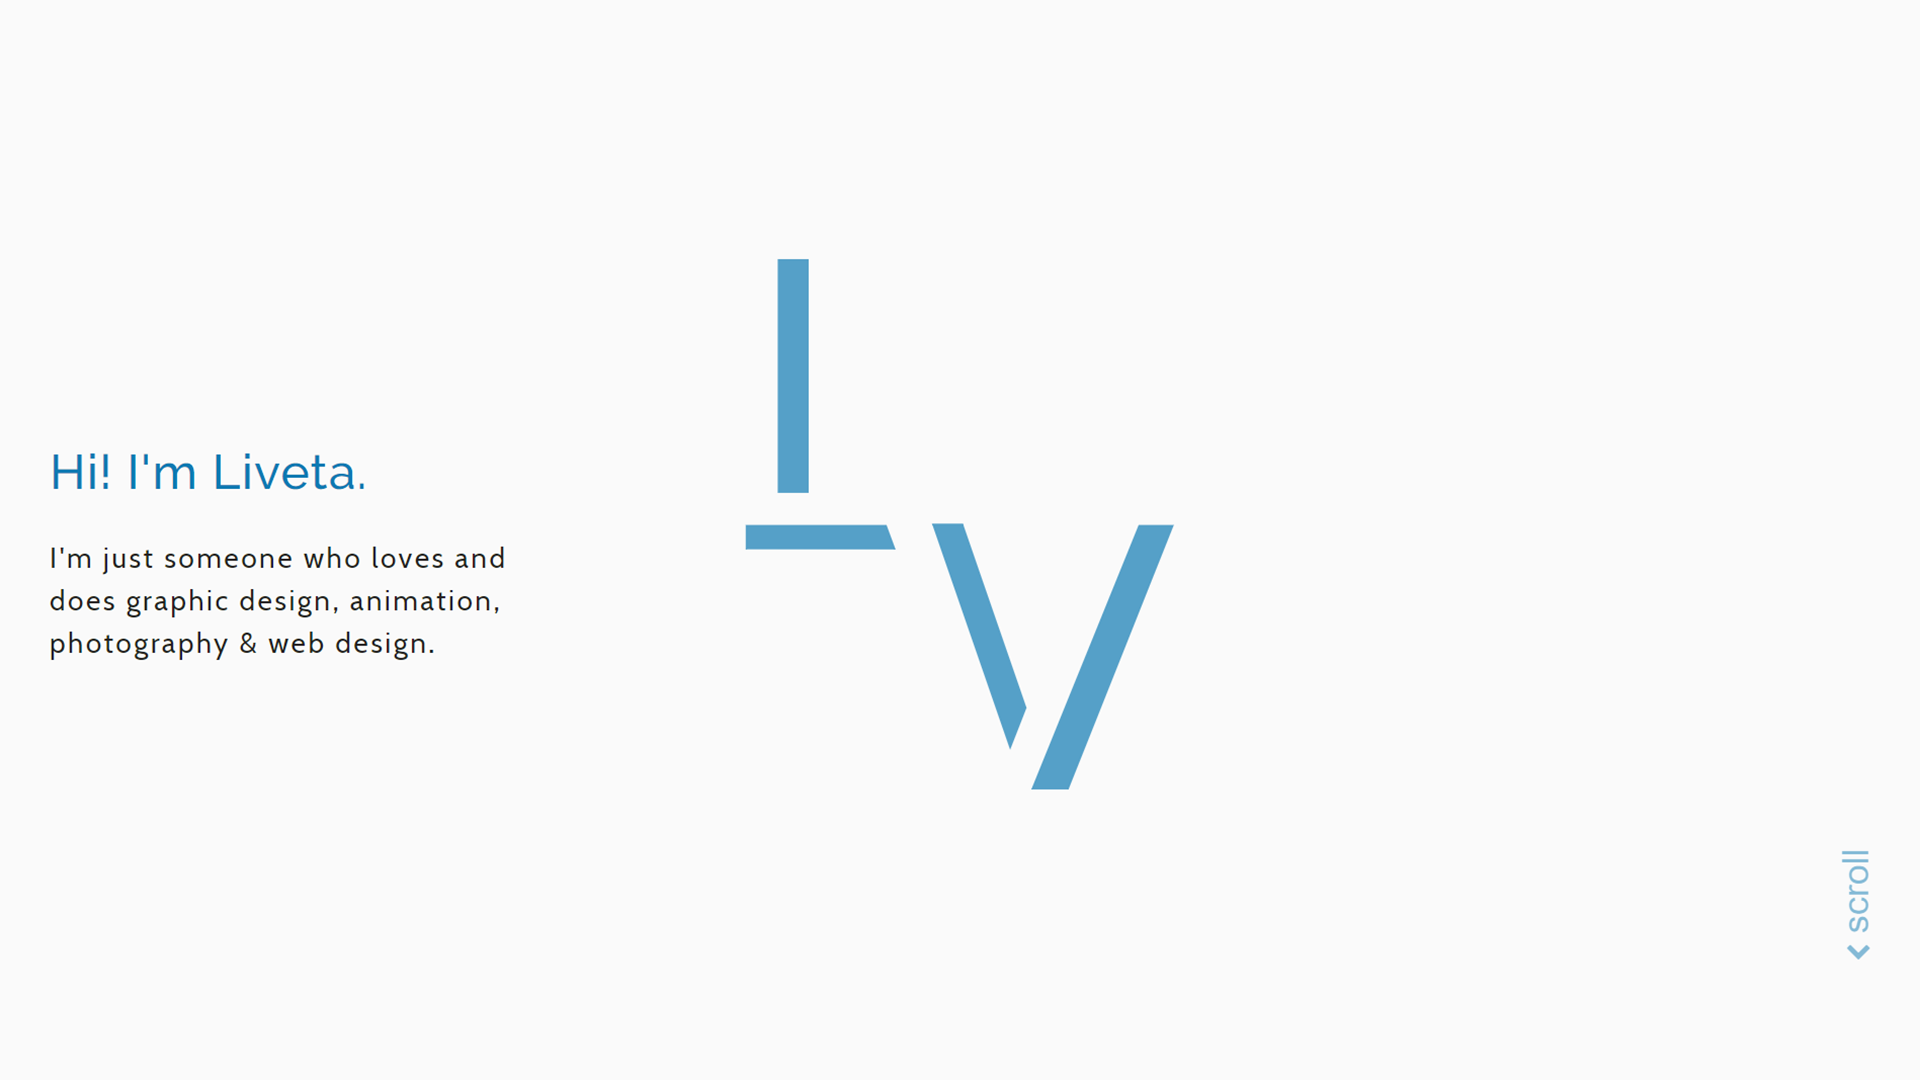 Hi! I'm Liveta.
I'm just someone who loves and
does graphic design, animation,
photography & web design.
LV
scroll